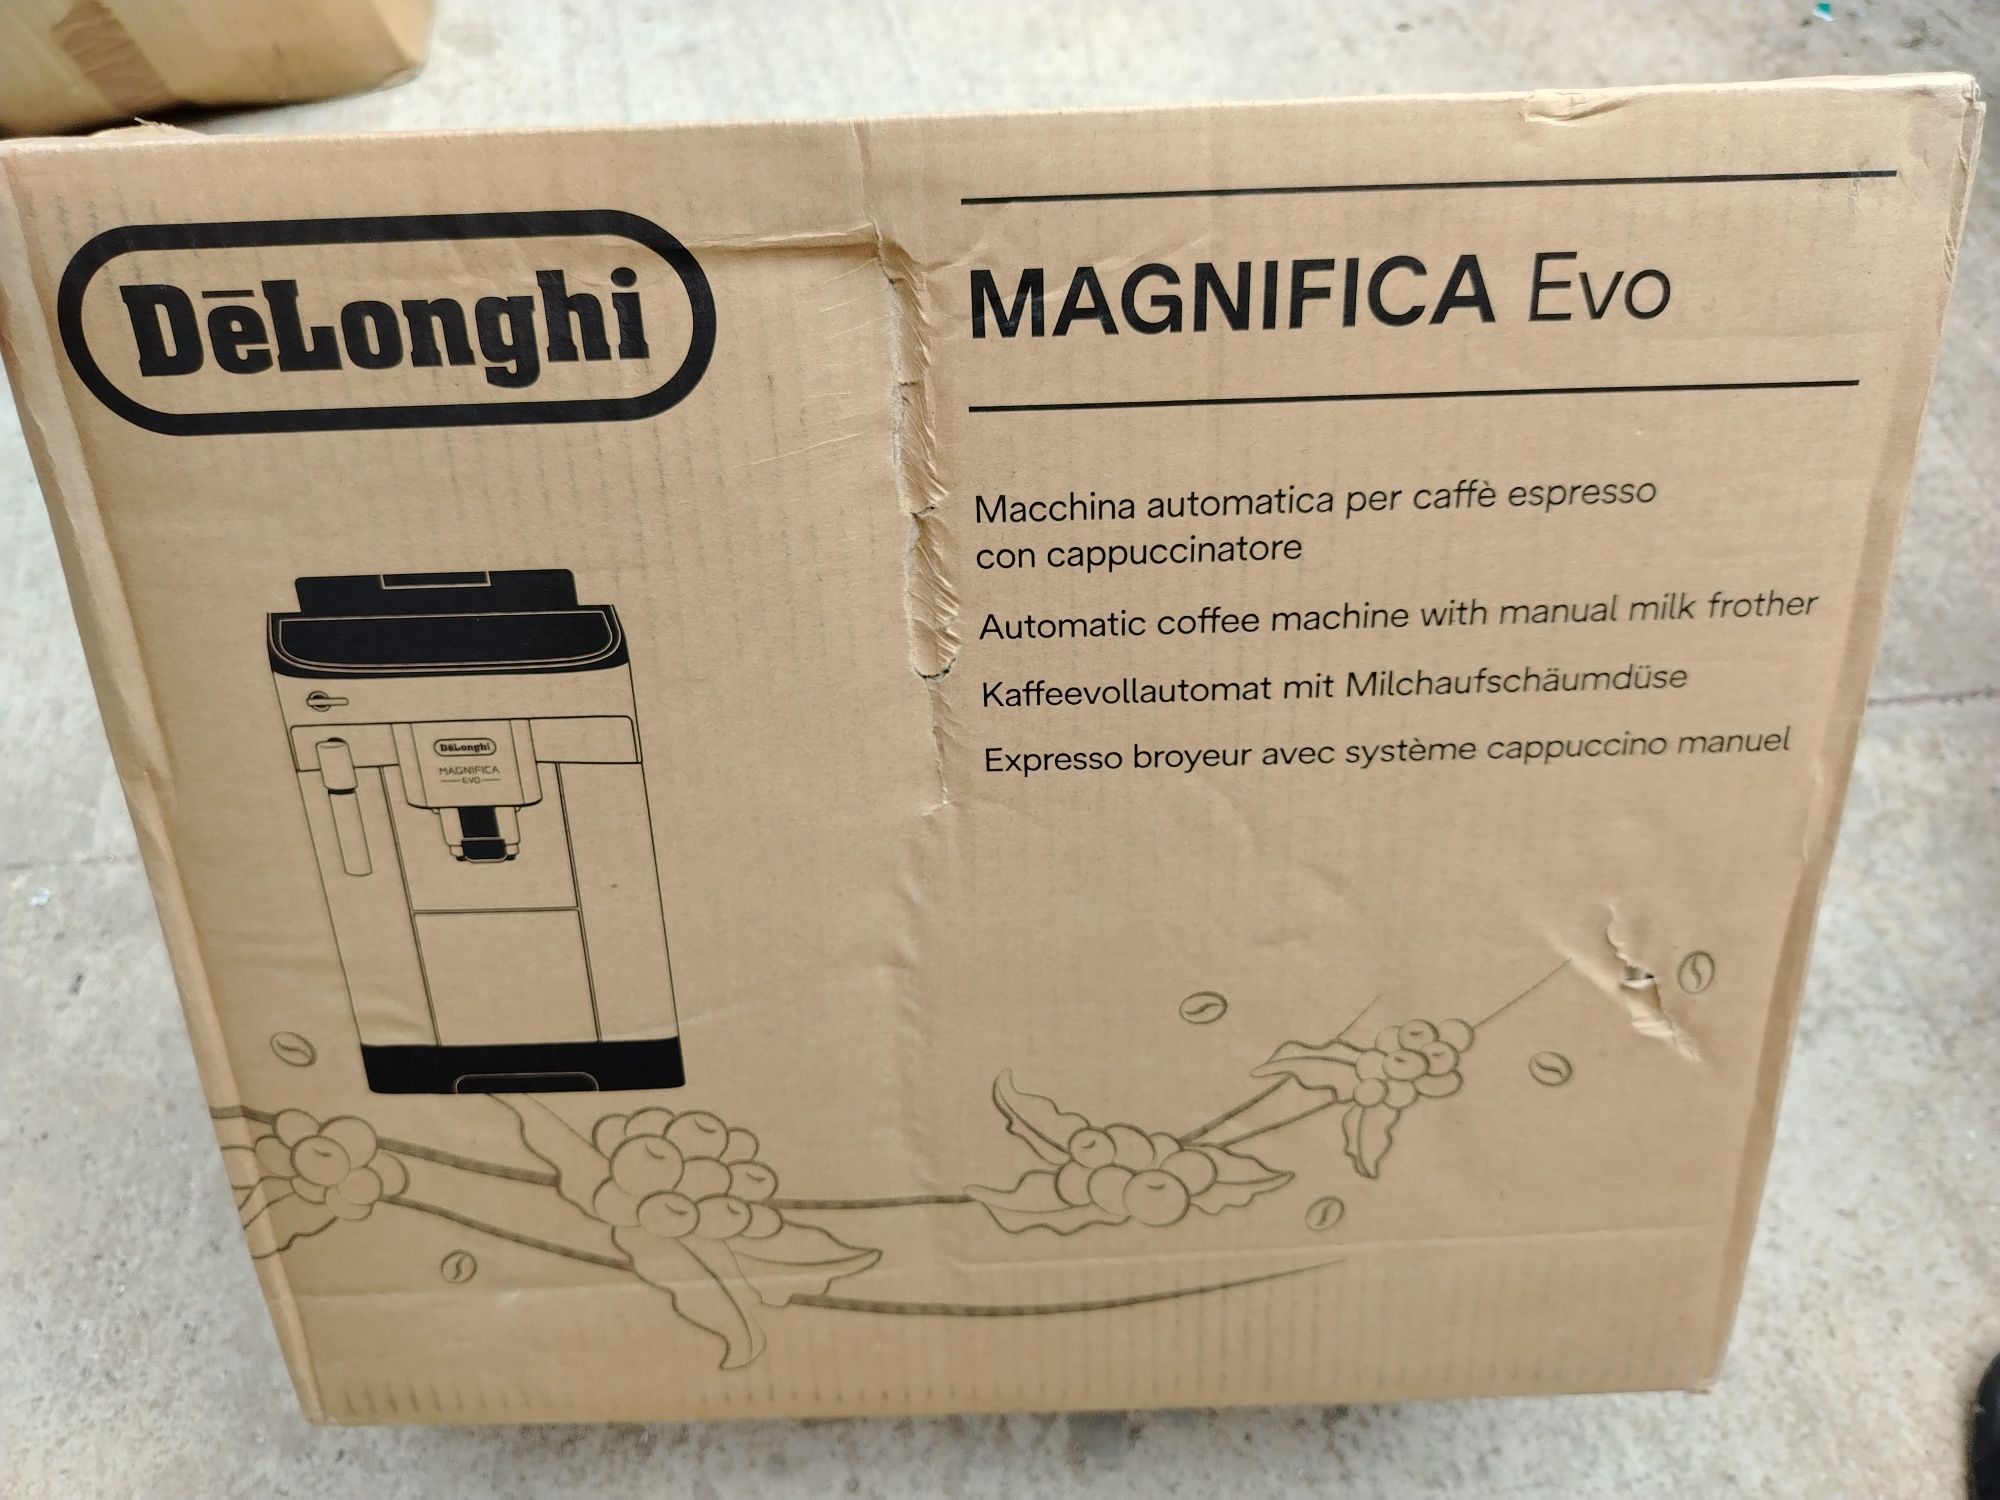 DēLonghi
MAGNIFICA Evo
Macchina automatica per caffè espresso
con cappuccinatore
Automatic coffee machine with manual milk frother
Kaffeevollautomat mit Milchaufschäumdüse
Expresso broyeur avec système cappuccino manuel
DēLonghi
MAGNIFICA
EVO